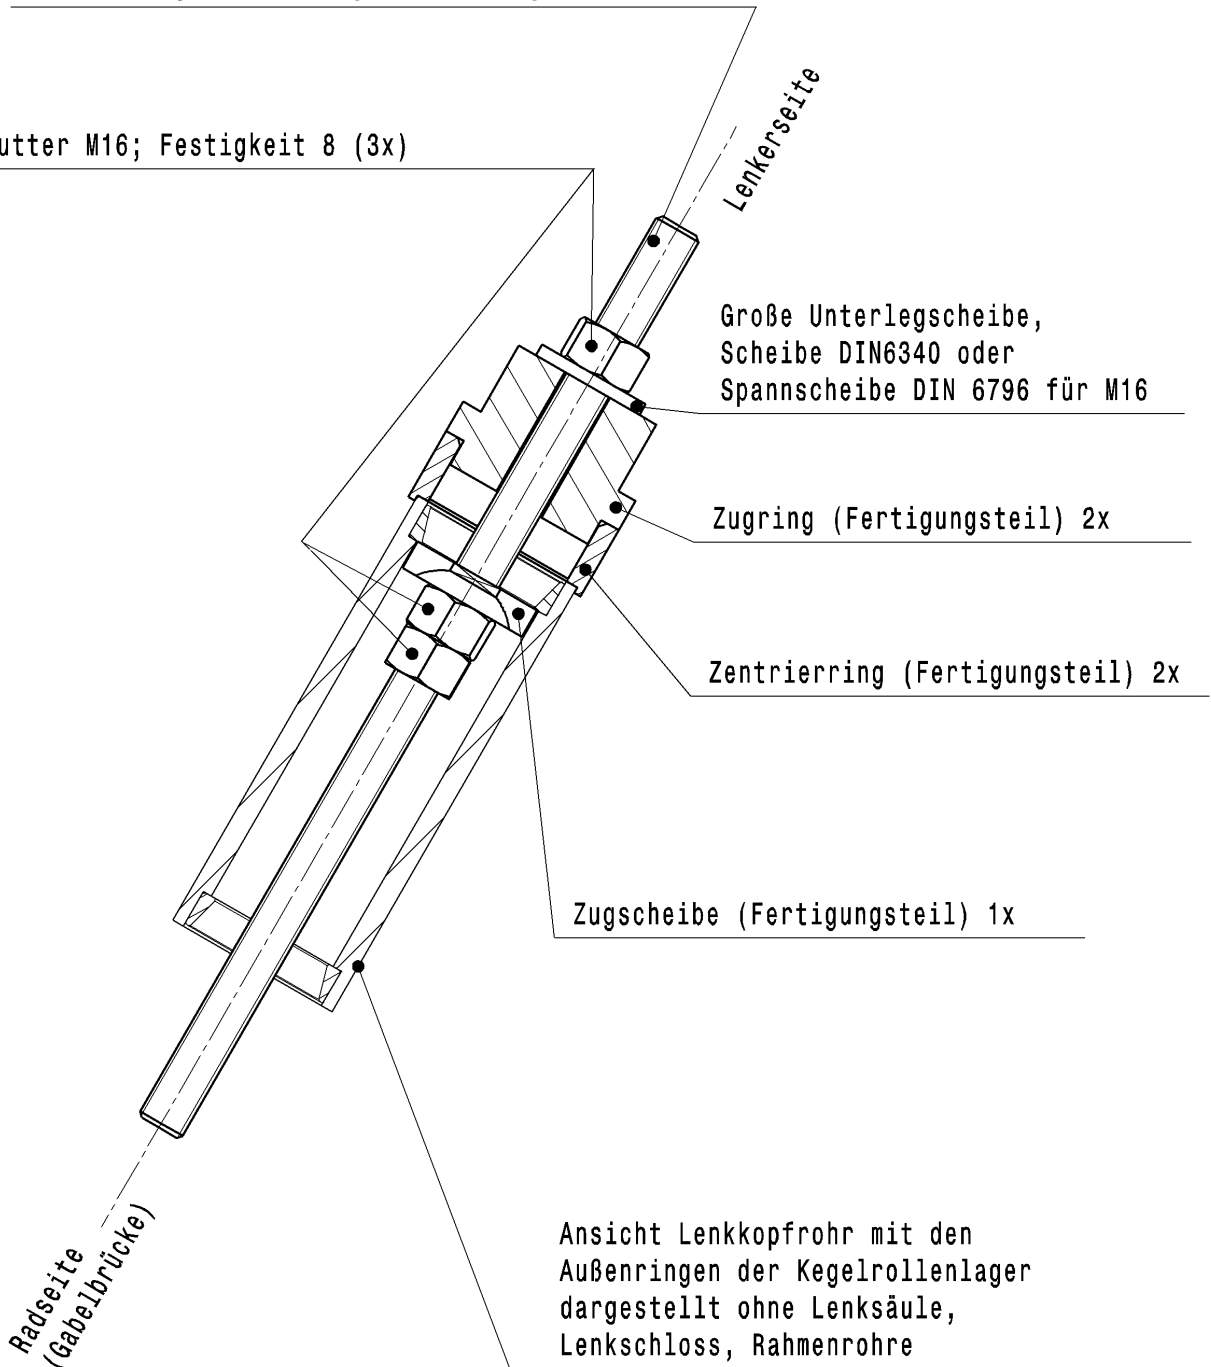 utter M16; Festigkeit 8 (3x)
Lenkerseite
Große Unterlegscheibe,
Scheibe DIN6340 oder
Spannscheibe DIN 6796 für M16
Zugring (Fertigungsteil) 2x
Zentrierring (Fertigungsteil) 2x
Zugscheibe (Fertigungsteil) 1x
Radseite
(Gabelbrücke)
Ansicht Lenkkopfrohr mit den
Außenringen der Kegelrollenlager
dargestellt ohne Lenksäule,
Lenkschloss, Rahmenrohre